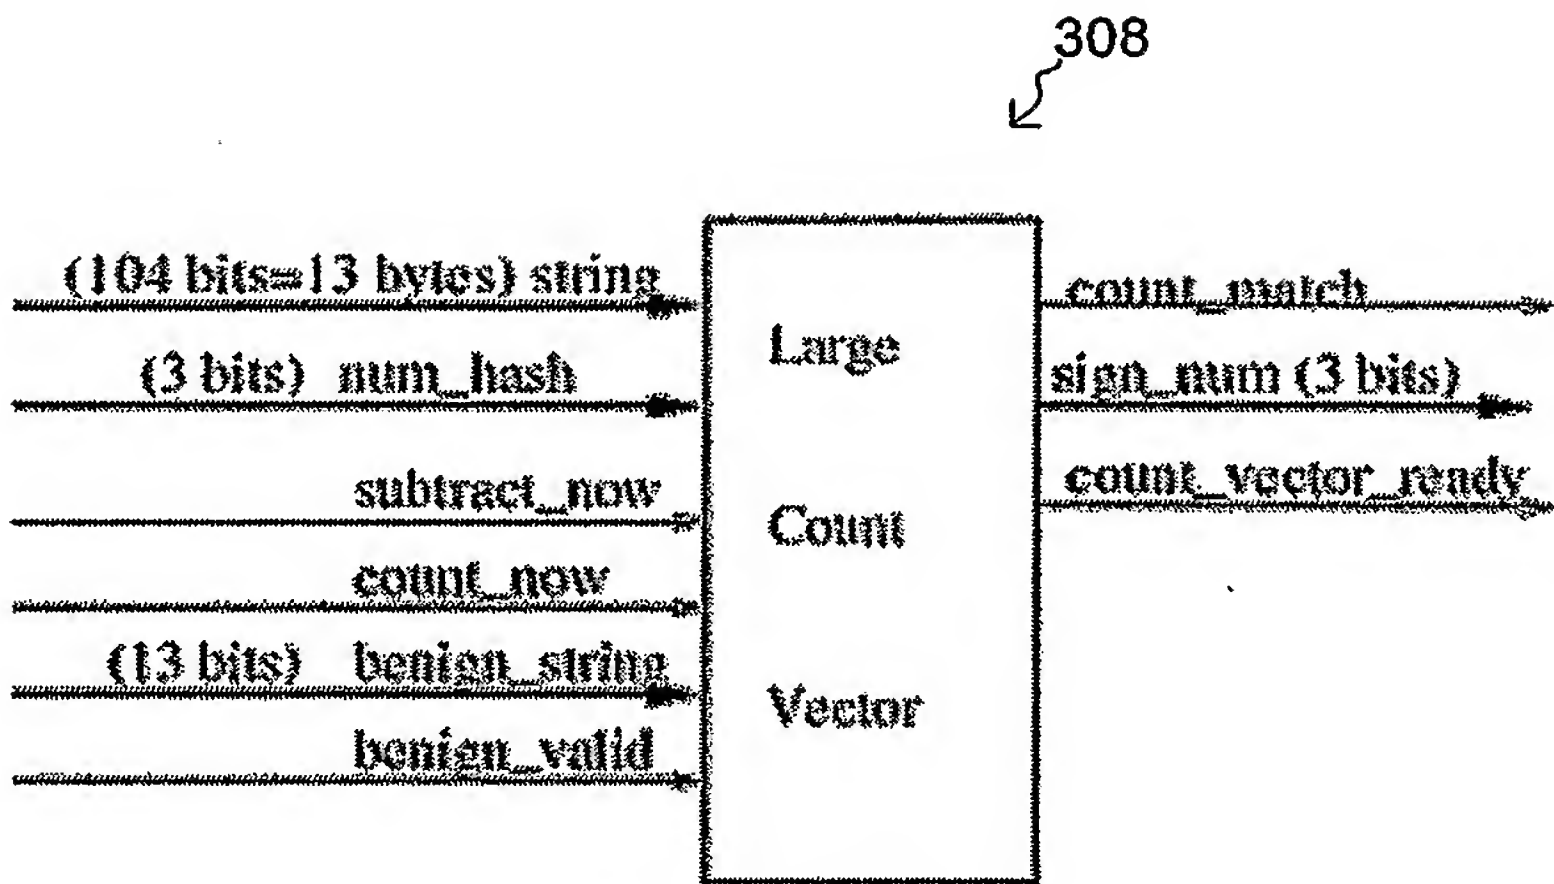 308
(104 bits=13 bytes) string
(3 bits) num_hash
subtract_now
count_now
(13 bits) benign_string
benign_valid
Large
Count
Vector
count_match
sign_num (3 bits)
count_vector_ready